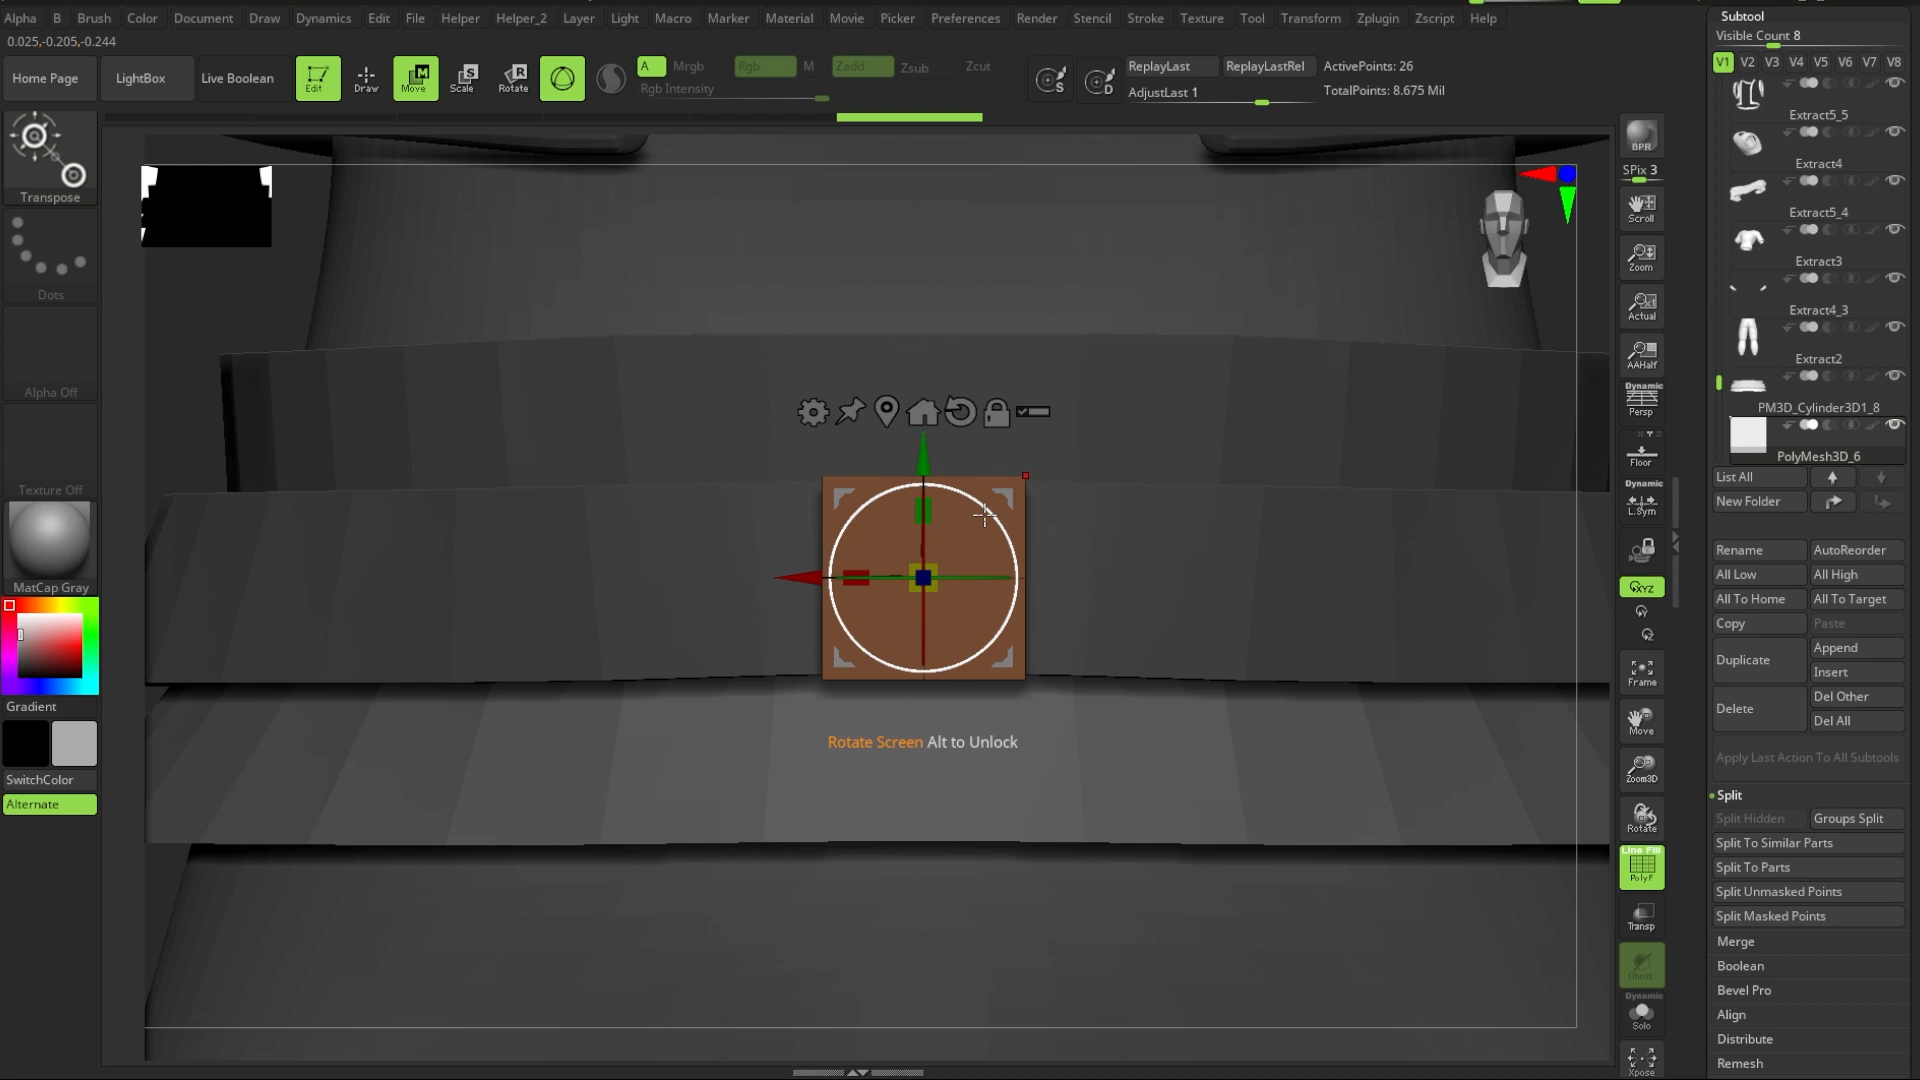 Alpha B Brush Color Document Draw Dynamics Edit File Helper Helper_2 Layer Light Macro Marker Material Movie Picker Preferences Render Stencil Stroke Texture Tool Transform Zplugin Zscript Help
0.025,-0.205,-0.244
Home Page LightBox Live Boolean Edit Draw Move Scale Rotate A Mrgb Rgb M Zadd Zsub Zcut
Rgb Intensity
ReplayLast ReplayLastRel ActivePoints: 26
AdjustLast 1 TotalPoints: 8.675 Mil
Transpose
Dots
Alpha Off
Texture Off
MatCap Gray
Gradient
SwitchColor
Alternate
Rotate Screen Alt to Unlock
BPR
SPix 3
Scroll
Zoom
Actual
AAHalf
Dynamic
Persp
Floor
Dynamic
L.Sym
XYZ
Frame
Move
Zoom3D
Rotate
Line Fill
PolyF
Transp
Ghost
Dynamic
Solo
Xpose
Subtool
Visible Count 8
V1 V2 V3 V4 V5 V6 V7 V8
Extract5_5
Extract4
Extract5_4
Extract3
Extract4_3
Extract2
PM3D_Cylinder3D1_8
PolyMesh3D_6
List All
New Folder
Rename AutoReorder
All Low All High
All To Home All To Target
Copy Paste
Duplicate Append
Insert
Delete Del Other
Del All
Apply Last Action To All Subtools
Split
Split Hidden Groups Split
Split To Similar Parts
Split To Parts
Split Unmasked Points
Split Masked Points
Merge
Boolean
Bevel Pro
Align
Distribute
Remesh